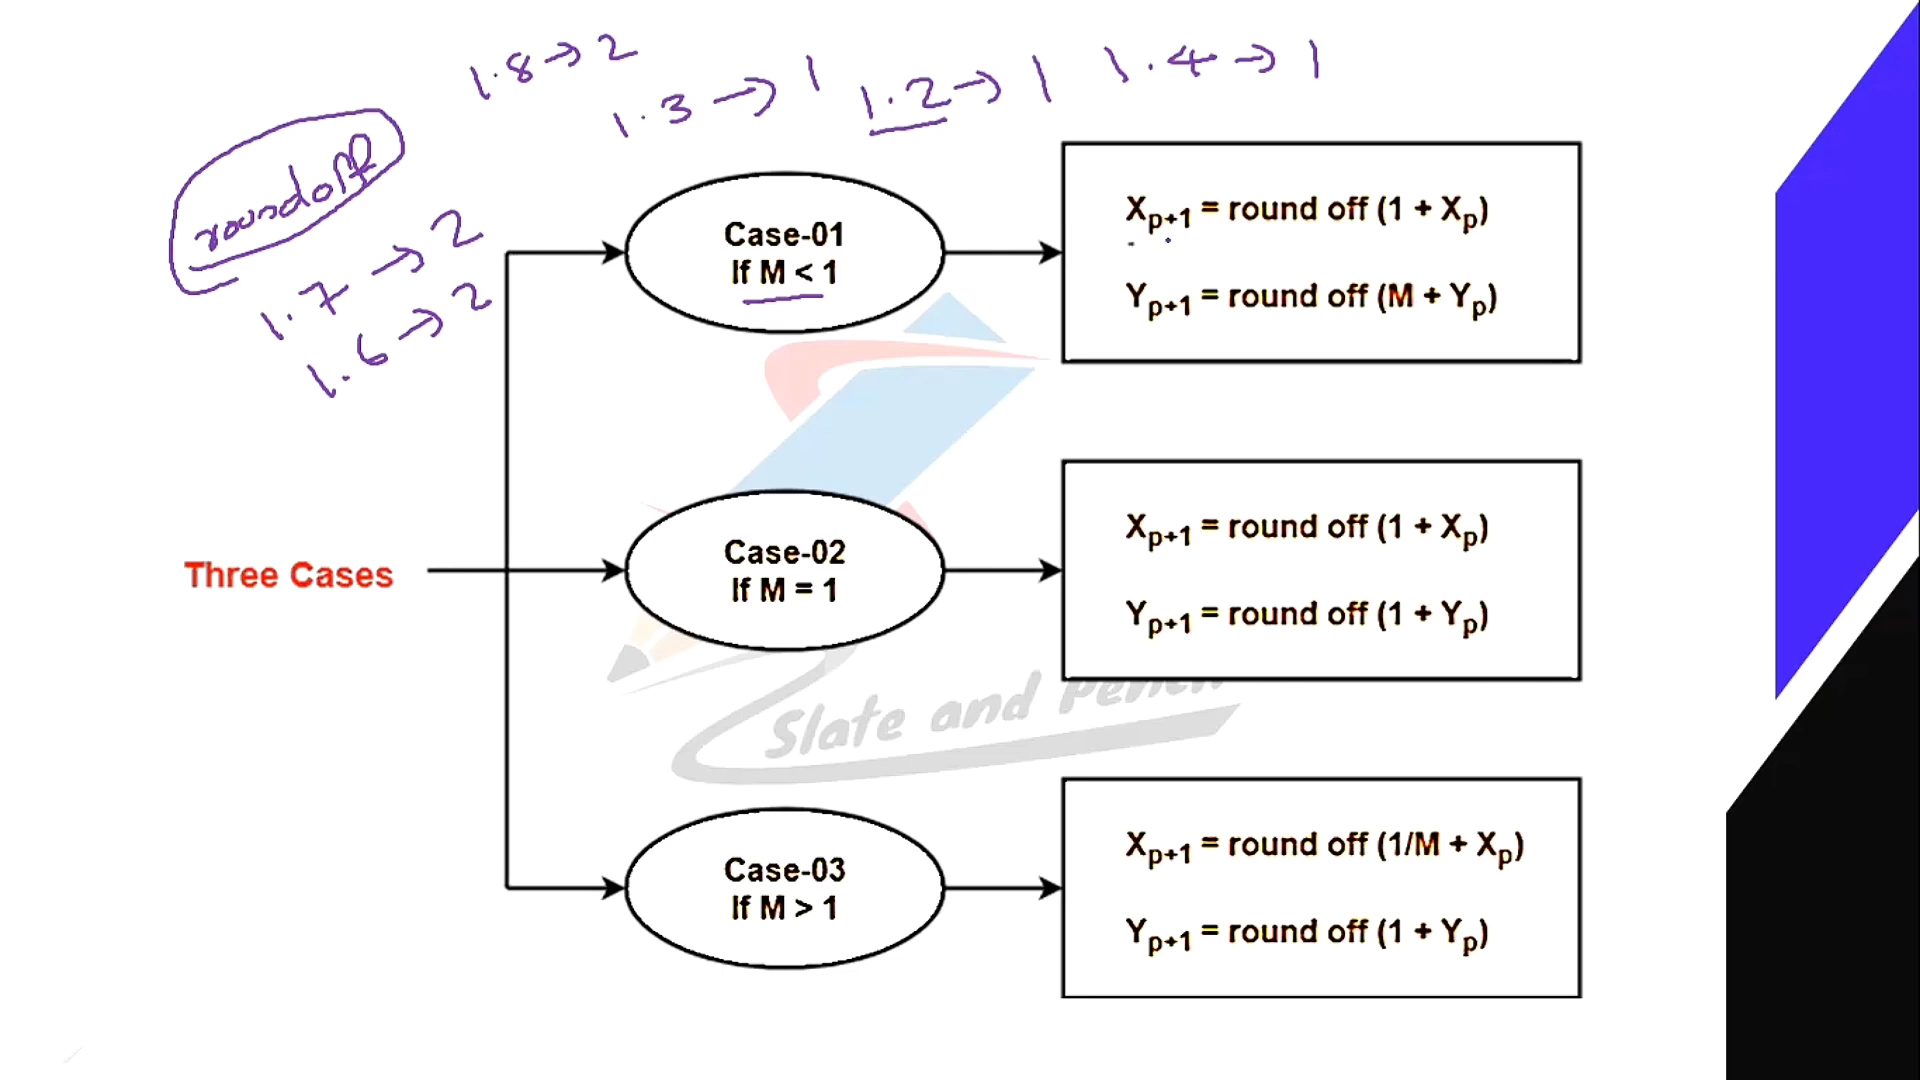 1.8 → 2
1.3 → 1
1.2 → 1
1.4 → 1
roundoff
1.7 → 2
1.6 → 2
Case-01
If M < 1
Xp+1 = round off (1 + Xp)
Yp+1 = round off (M + Yp)
Three Cases
Case-02
If M = 1
Xp+1 = round off (1 + Xp)
Yp+1 = round off (1 + Yp)
Slate and Pencil
Case-03
If M > 1
Xp+1 = round off (1/M + Xp)
Yp+1 = round off (1 + Yp)